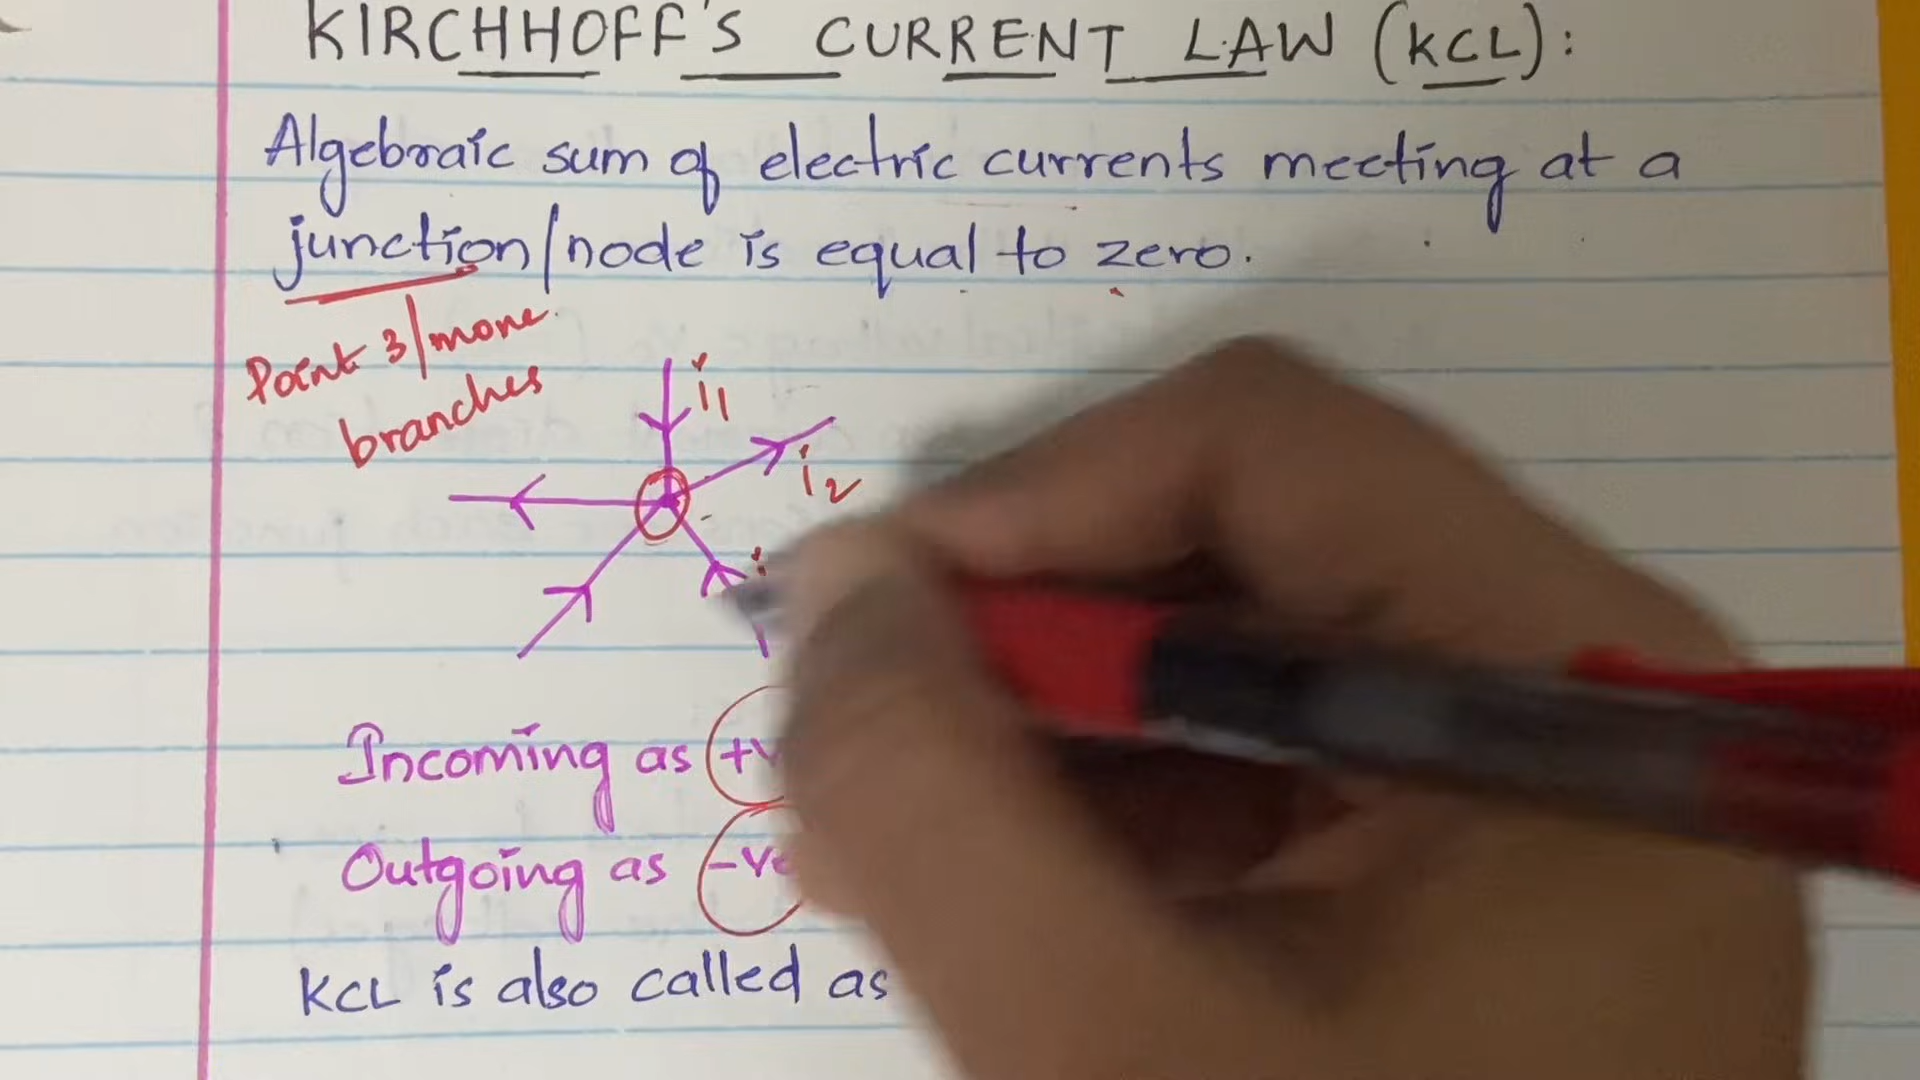 KIRCHHOFF'S CURRENT LAW (KCL):
Algebraic sum of electric currents meeting at a
junction/node is equal to zero.
Point 3/more
branches
i1
i2
Incoming as +v
Outgoing as -ve
KCL is also called as